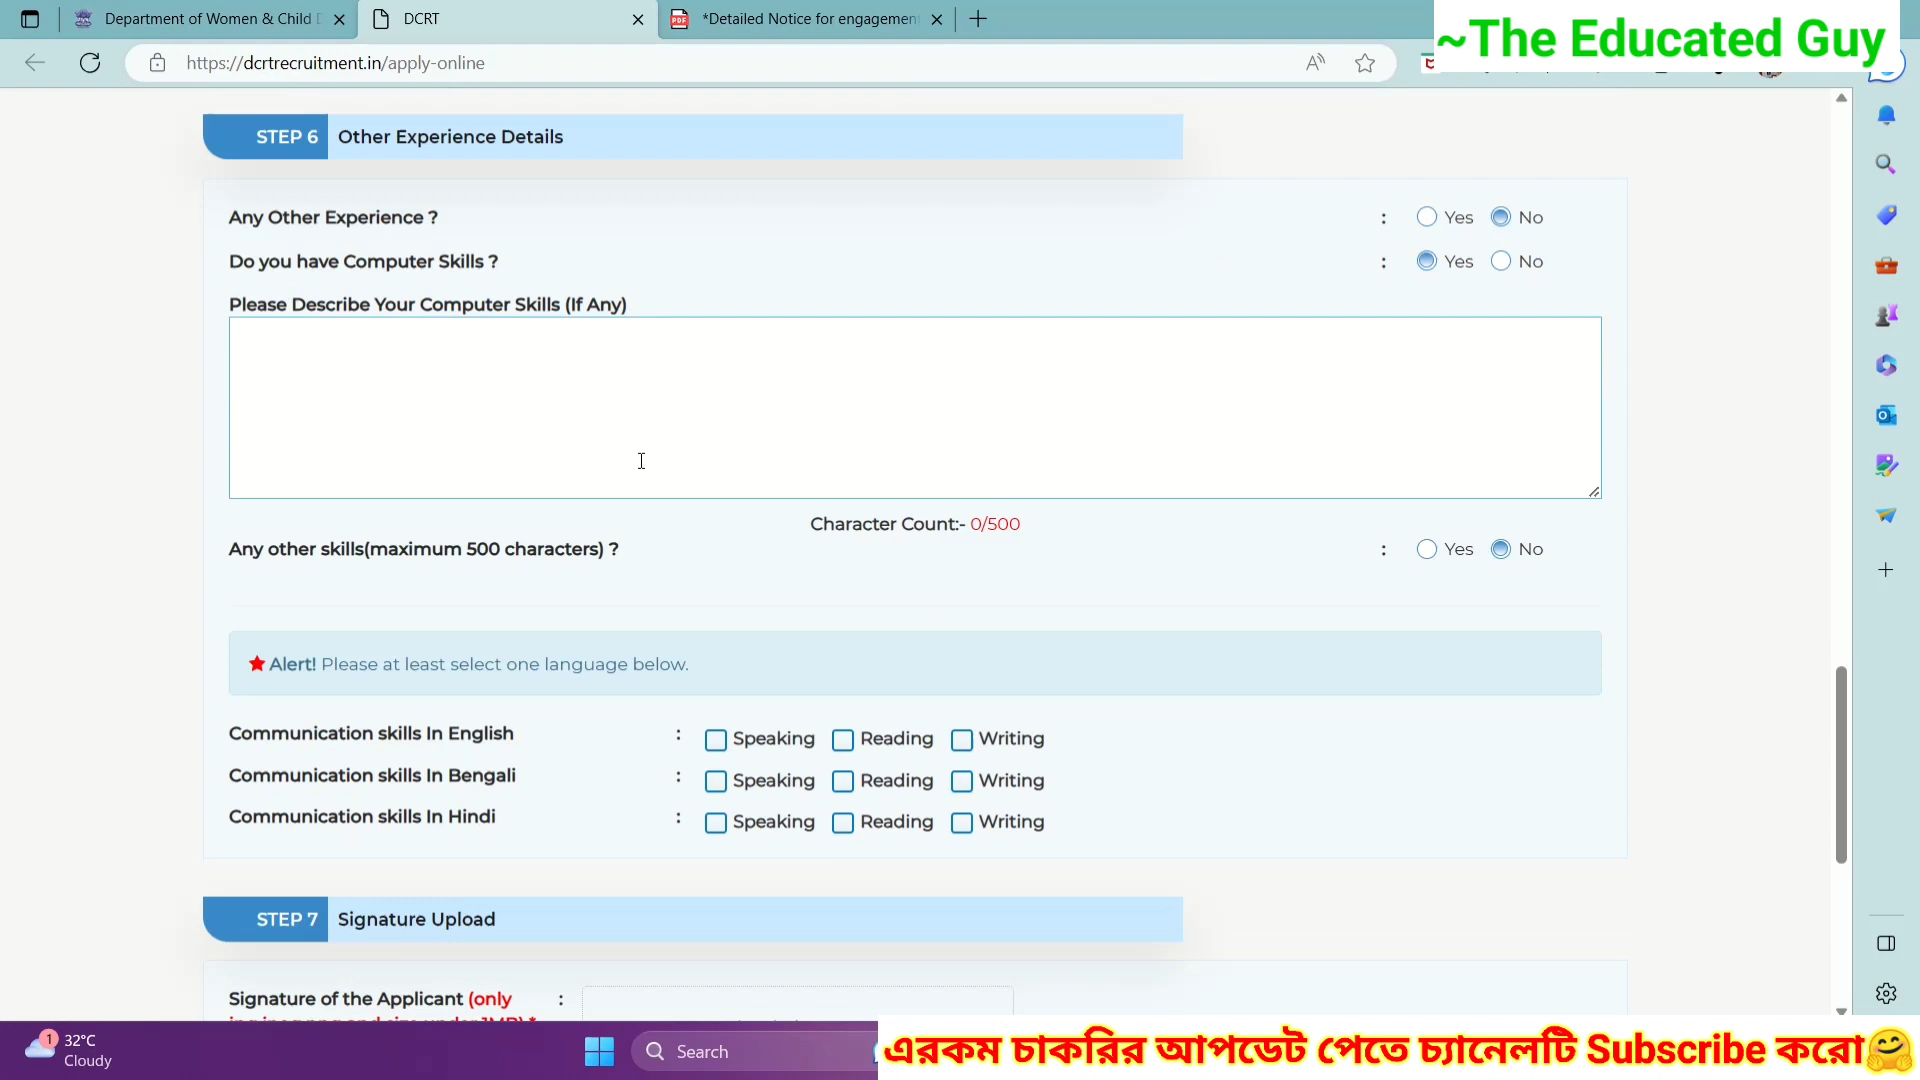 Department of Women & Child
DCRT
*Detailed Notice for engagemen
~The Educated Guy
https://dcrtrecruitment.in/apply-online
STEP 6 Other Experience Details
Any Other Experience ? : Yes No
Do you have Computer Skills ? : Yes No
Please Describe Your Computer Skills (If Any)
Character Count:- 0/500
Any other skills(maximum 500 characters) ? : Yes No
Alert! Please at least select one language below.
Communication skills In English : Speaking Reading Writing
Communication skills In Bengali : Speaking Reading Writing
Communication skills In Hindi : Speaking Reading Writing
STEP 7 Signature Upload
Signature of the Applicant (only :
1 32°C
Cloudy
Search
এরকম চাকরির আপডেট পেতে চ্যানেলটি Subscribe করো